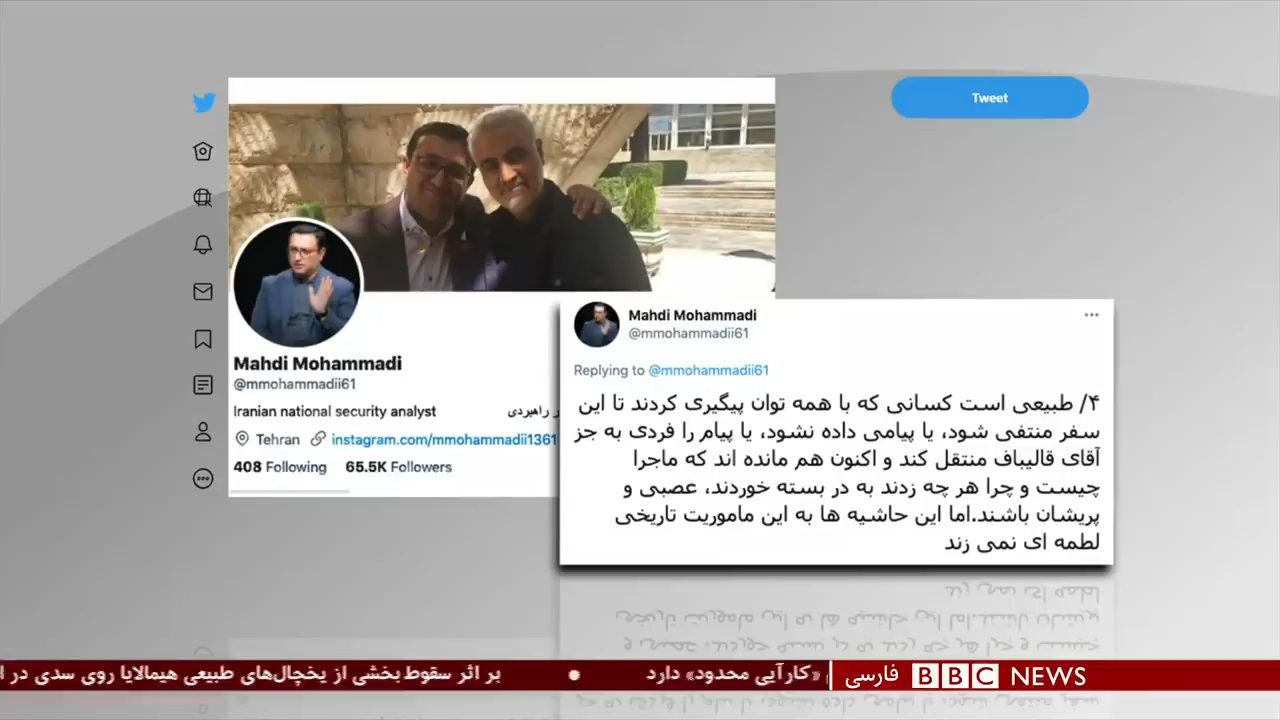 Tweet
Mahdi Mohammadi
@mmohammadii61
Iranian national security analyst
راهبردی
Tehran instagram.com/mmohammadii1361
408 Following 65.5K Followers
Mahdi Mohammadi
@mmohammadii61
Replying to @mmohammadii61
۴/ طبیعی است کسانی که با همه توان پیگیری کردند تا این
سفر منتفی شود، یا پیامی داده نشود، یا پیام را فردی به جز
آقای قالیباف منتقل کند و اکنون هم مانده اند که ماجرا
چیست و چرا هر چه زدند به در بسته خوردند، عصبی و
پریشان باشند.اما این حاشیه ها به این ماموریت تاریخی
لطمه ای نمی زند
«کارآیی محدود» دارد • بر اثر سقوط بخشی از یخچال‌های طبیعی هیمالایا روی سدی در
BBC NEWS فارسی